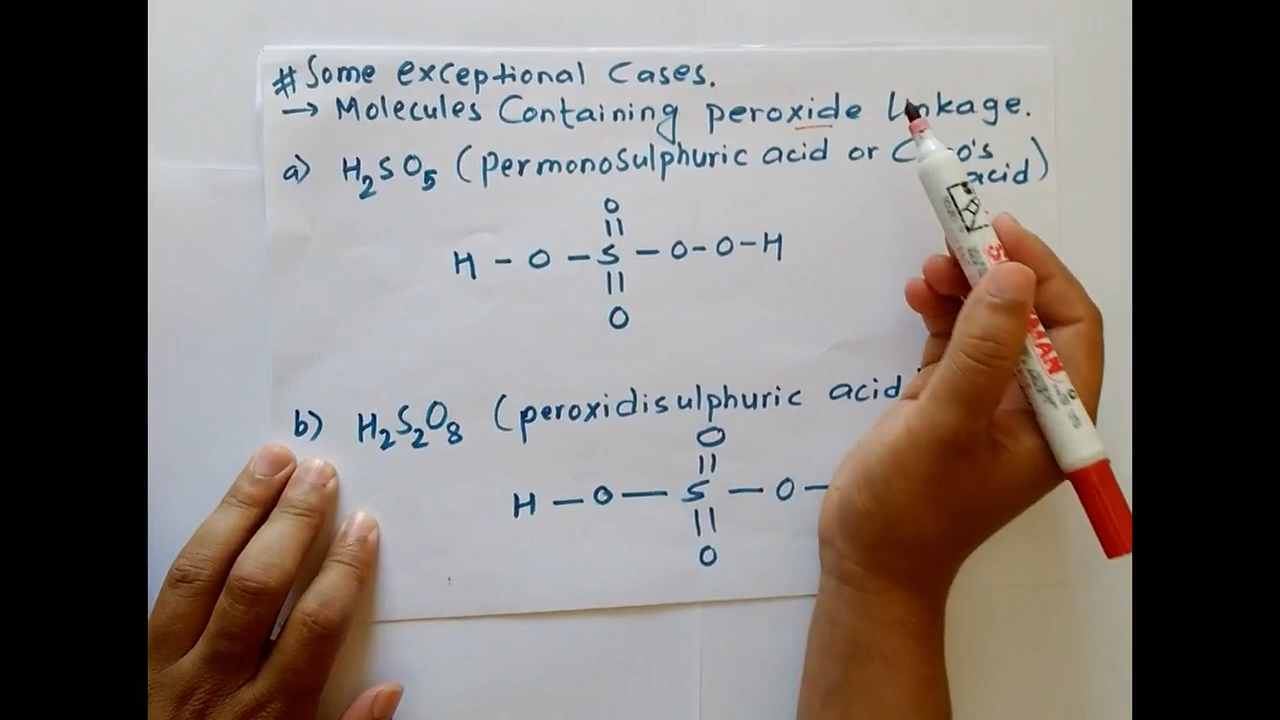 # Some exceptional Cases.
→ Molecules Containing peroxide Linkage.
a) H₂SO₅ (permonosulphuric acid or
acid)
O
||
H - O - S - O - O - H
||
O
b) H₂S₂O₈ (peroxidisulphuric acid
O
||
H - O - S - O -
||
O